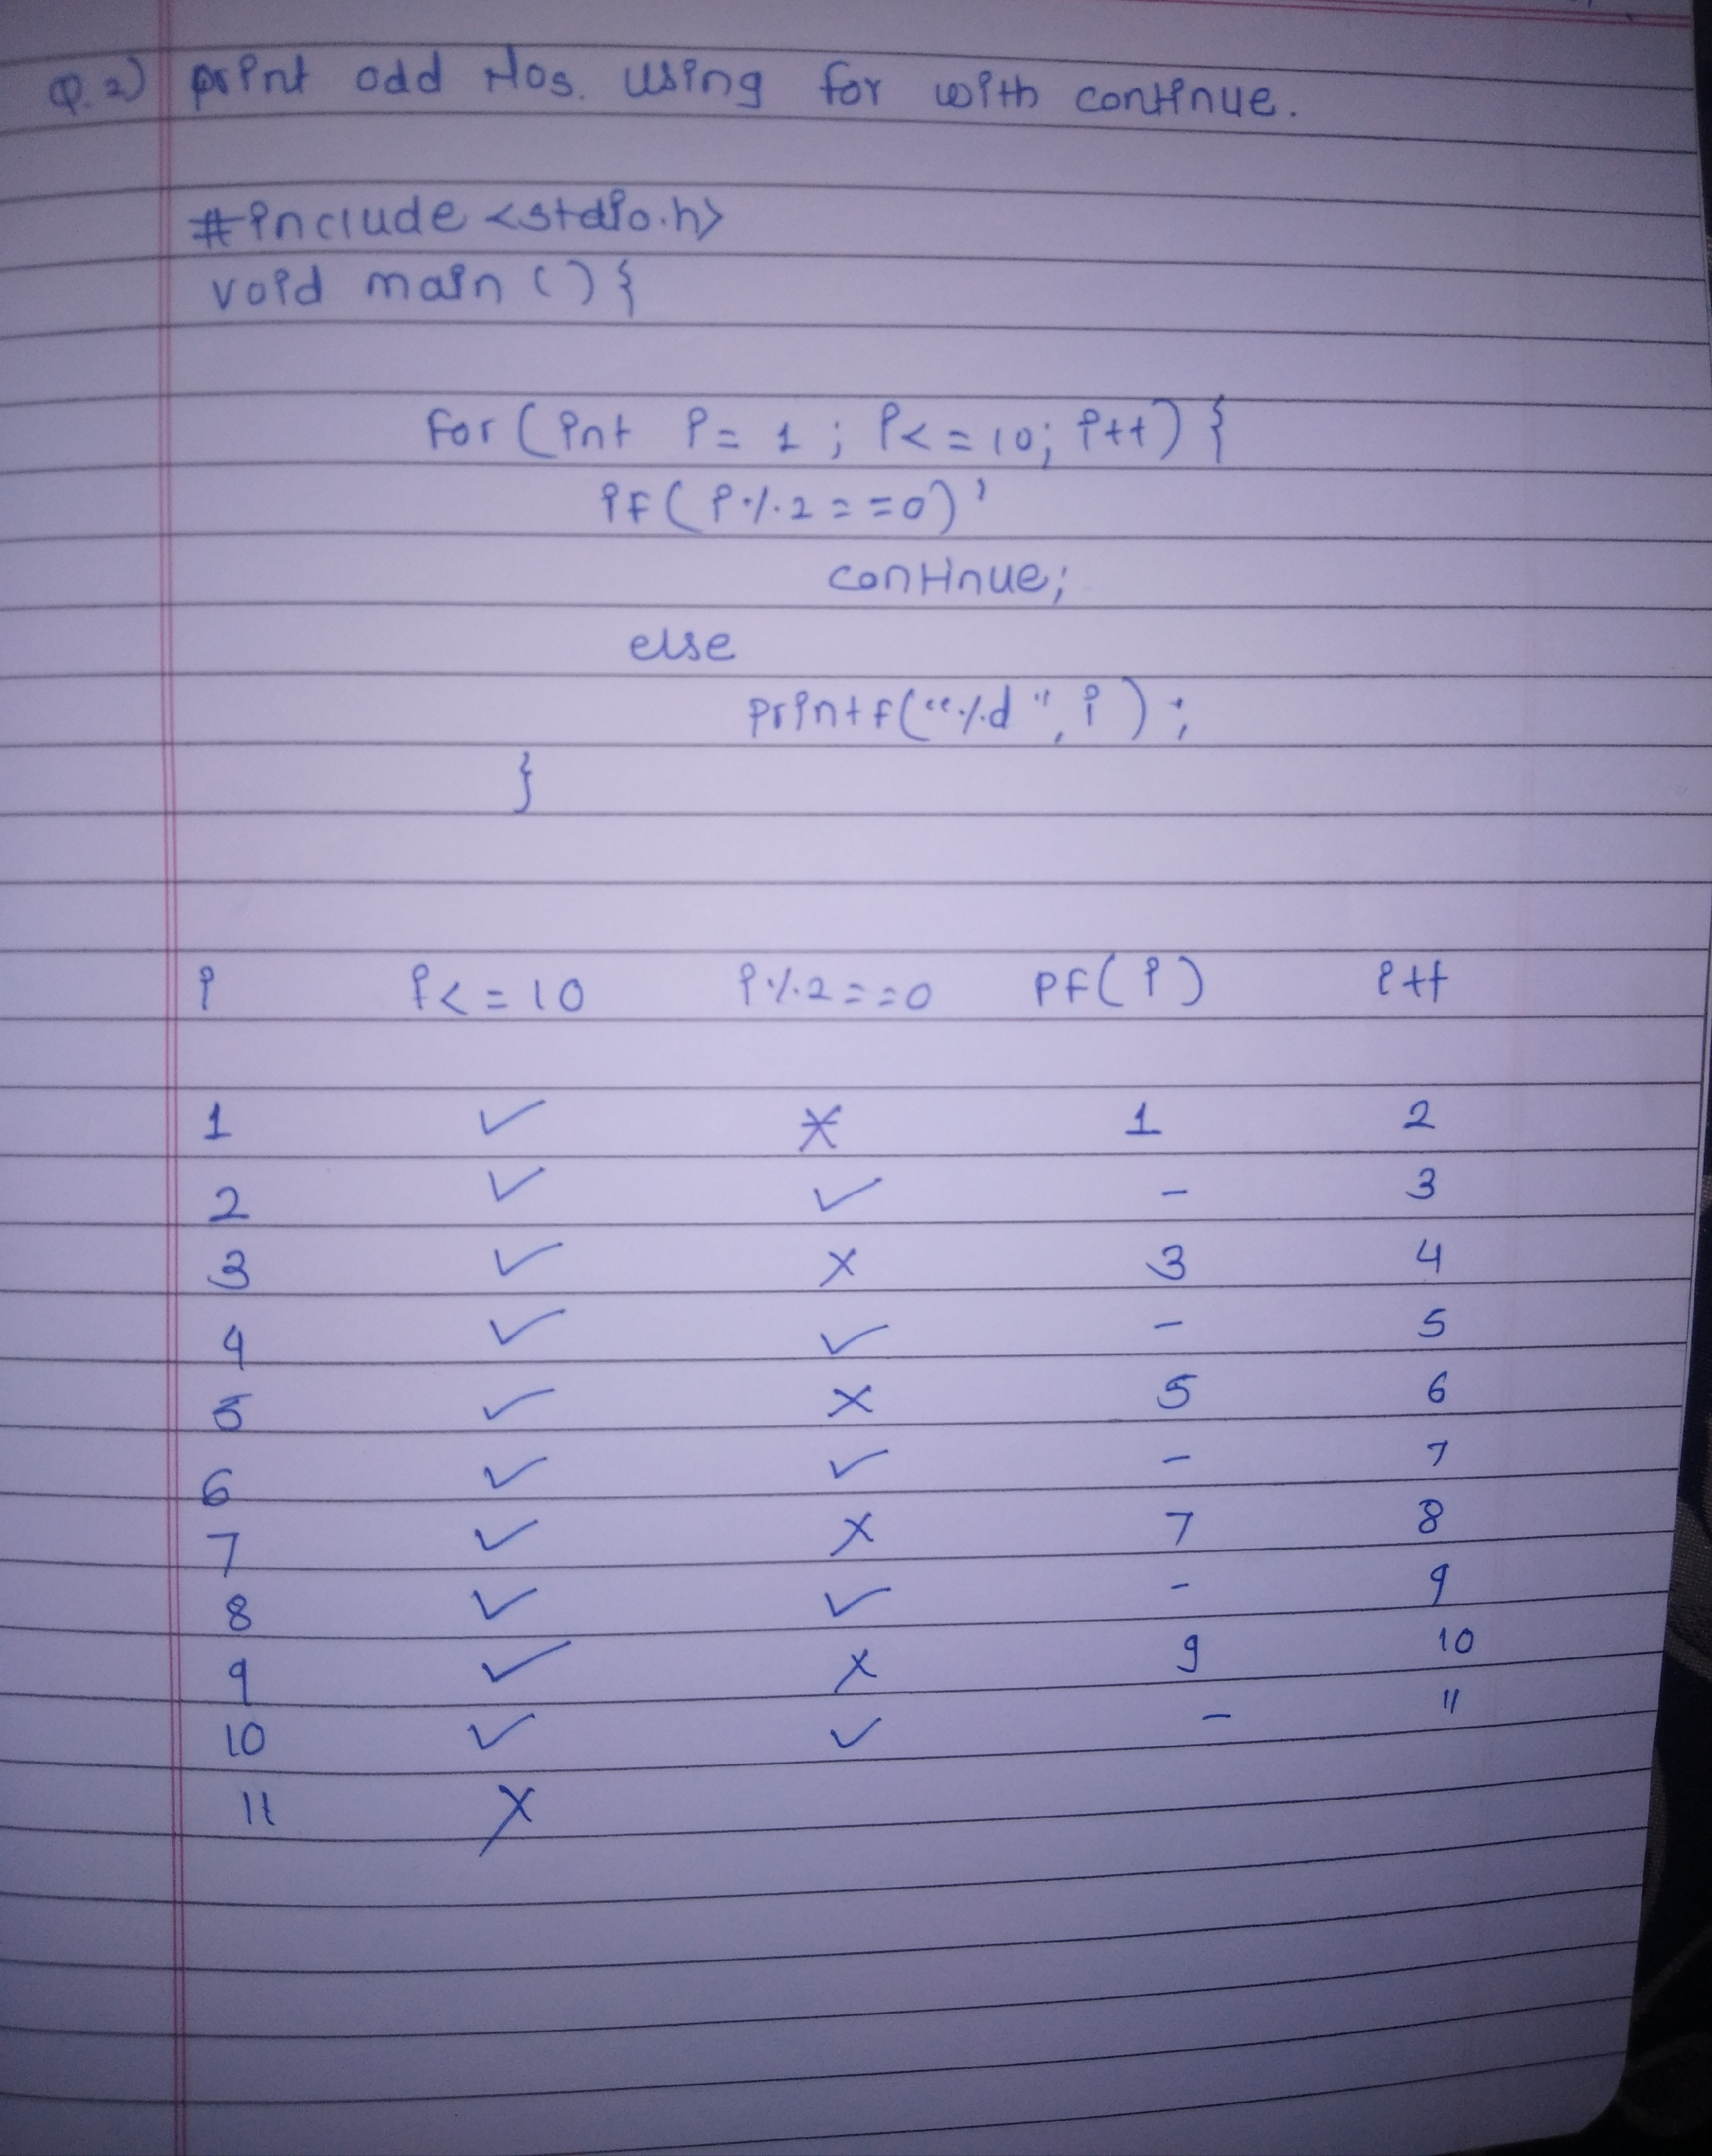 Q.2) print odd Nos. using for with continue.
#include <stdio.h>
void main () {
for (int i = 1 ; i < = 10; i++) {
if ( i % 2 = = 0) '
continue;
else
printf (“%d ", i ) ;
}
i i < = 10 i % 2 = = 0 pf( i ) i ++
1 ✓ × 1 2
2 ✓ ✓ - 3
3 ✓ × 3 4
4 ✓ ✓ - 5
5 ✓ × 5 6
6 ✓ ✓ - 7
7 ✓ × 7 8
8 ✓ ✓ - 9
9 ✓ × 9 10
10 ✓ ✓ - 11
11 ×